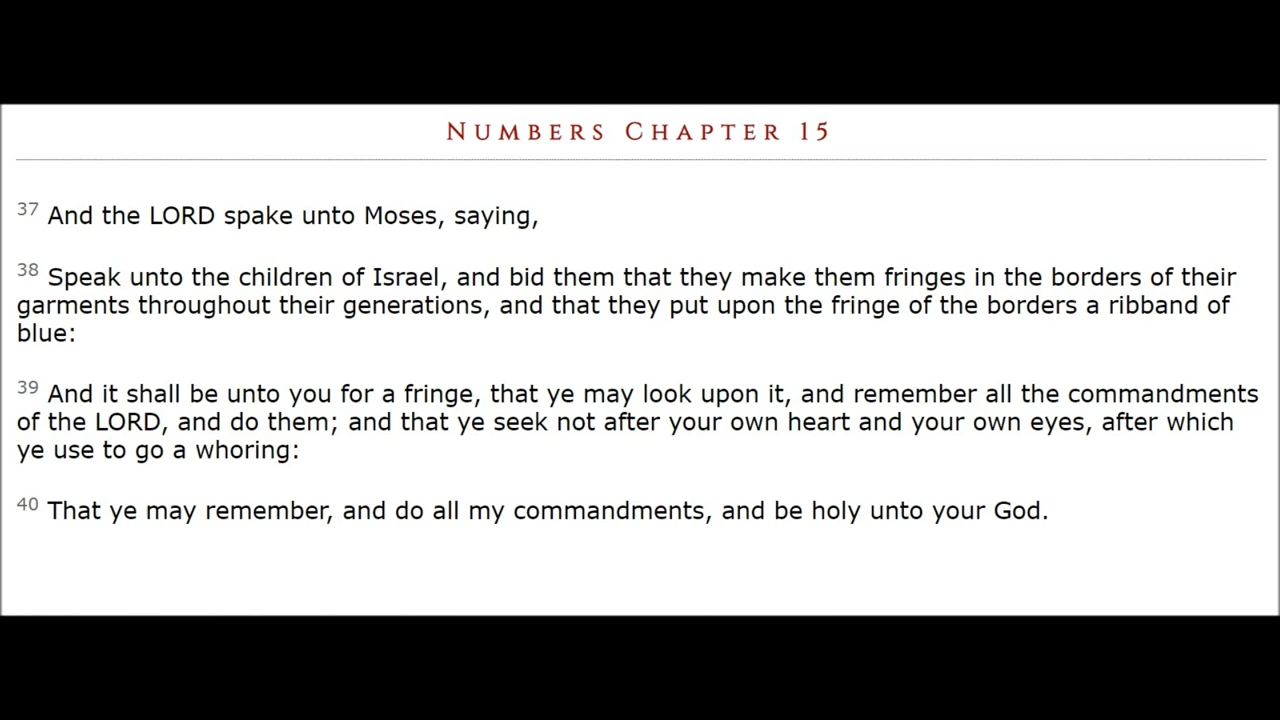 Numbers Chapter 15
37 And the LORD spake unto Moses, saying,
38 Speak unto the children of Israel, and bid them that they make them fringes in the borders of their
garments throughout their generations, and that they put upon the fringe of the borders a ribband of
blue:
39 And it shall be unto you for a fringe, that ye may look upon it, and remember all the commandments
of the LORD, and do them; and that ye seek not after your own heart and your own eyes, after which
ye use to go a whoring:
40 That ye may remember, and do all my commandments, and be holy unto your God.